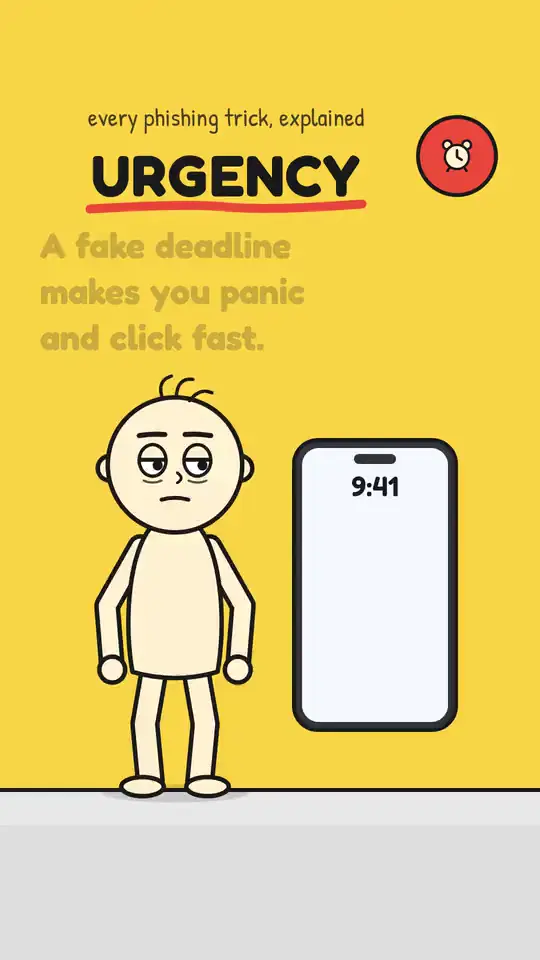 every phishing trick, explained
URGENCY
A fake deadline
makes you panic
and click fast.
9:41